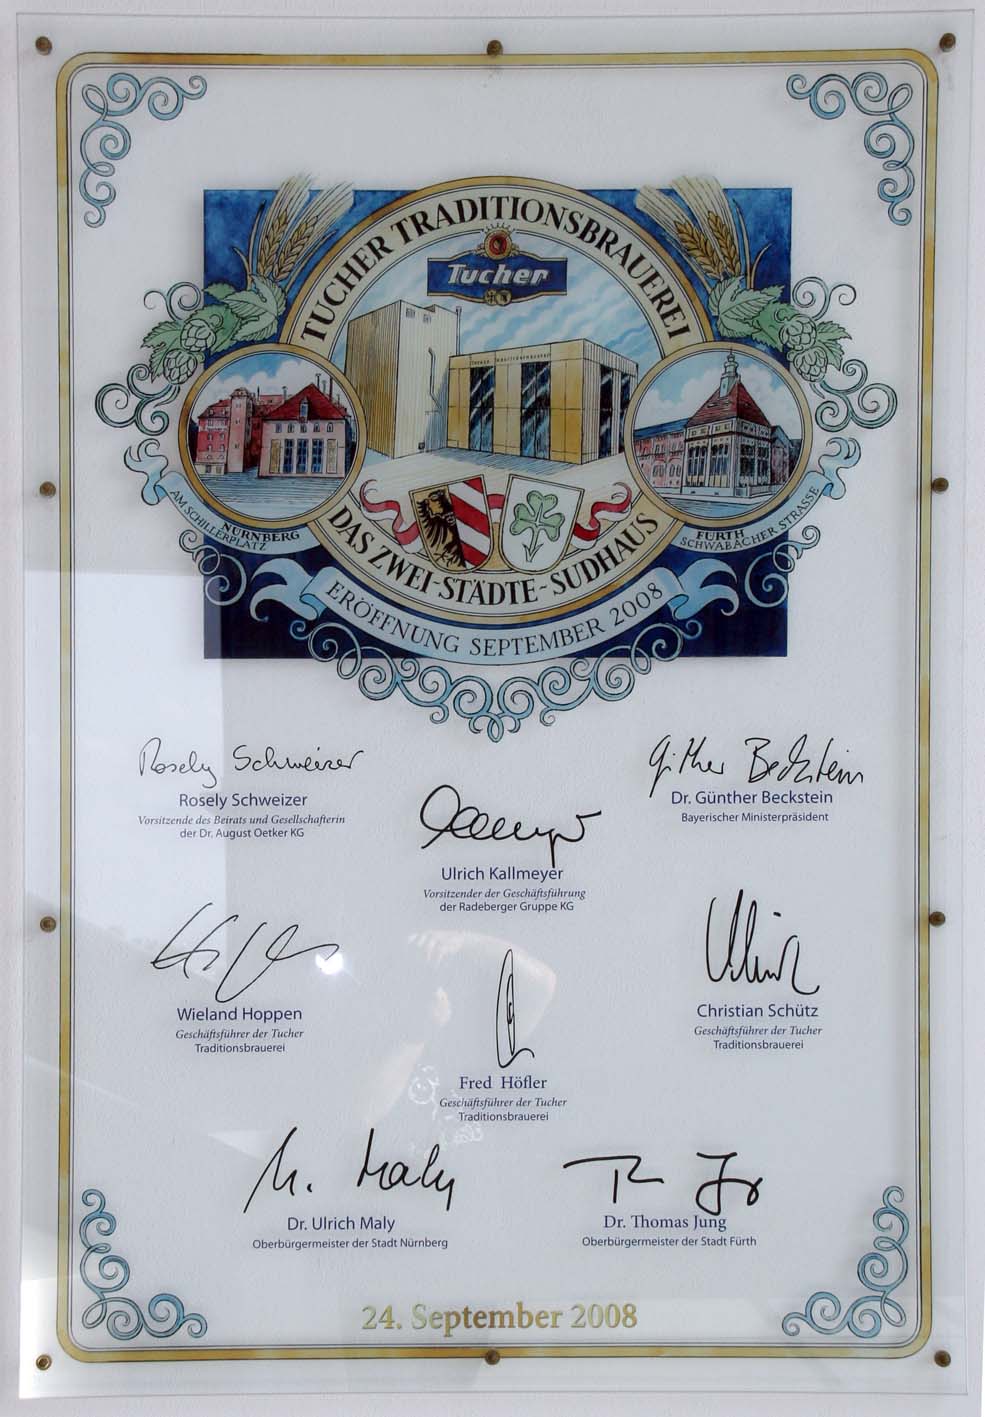 TUCHER TRADITIONSBRAUEREI
Tucher
AM SCHILLERPLATZ
NÜRNBERG
FÜRTH
SCHWABACHER STRASSE
DAS ZWEI-STÄDTE-SUDHAUS
ERÖFFNUNG SEPTEMBER 2008
Rosely Schweizer
Rosely Schweizer
Vorsitzende des Beirats und Gesellschafterin
der Dr. August Oetker KG
Günther Beckstein
Dr. Günther Beckstein
Bayerischer Ministerpräsident
Ulrich Kallmeyer
Vorsitzender der Geschäftsführung
der Radeberger Gruppe KG
Wieland Hoppen
Geschäftsführer der Tucher
Traditionsbrauerei
Christian Schütz
Geschäftsführer der Tucher
Traditionsbrauerei
Fred Höfler
Geschäftsführer der Tucher
Traditionsbrauerei
U. Maly
Dr. Ulrich Maly
Oberbürgermeister der Stadt Nürnberg
Dr. Thomas Jung
Oberbürgermeister der Stadt Fürth
24. September 2008